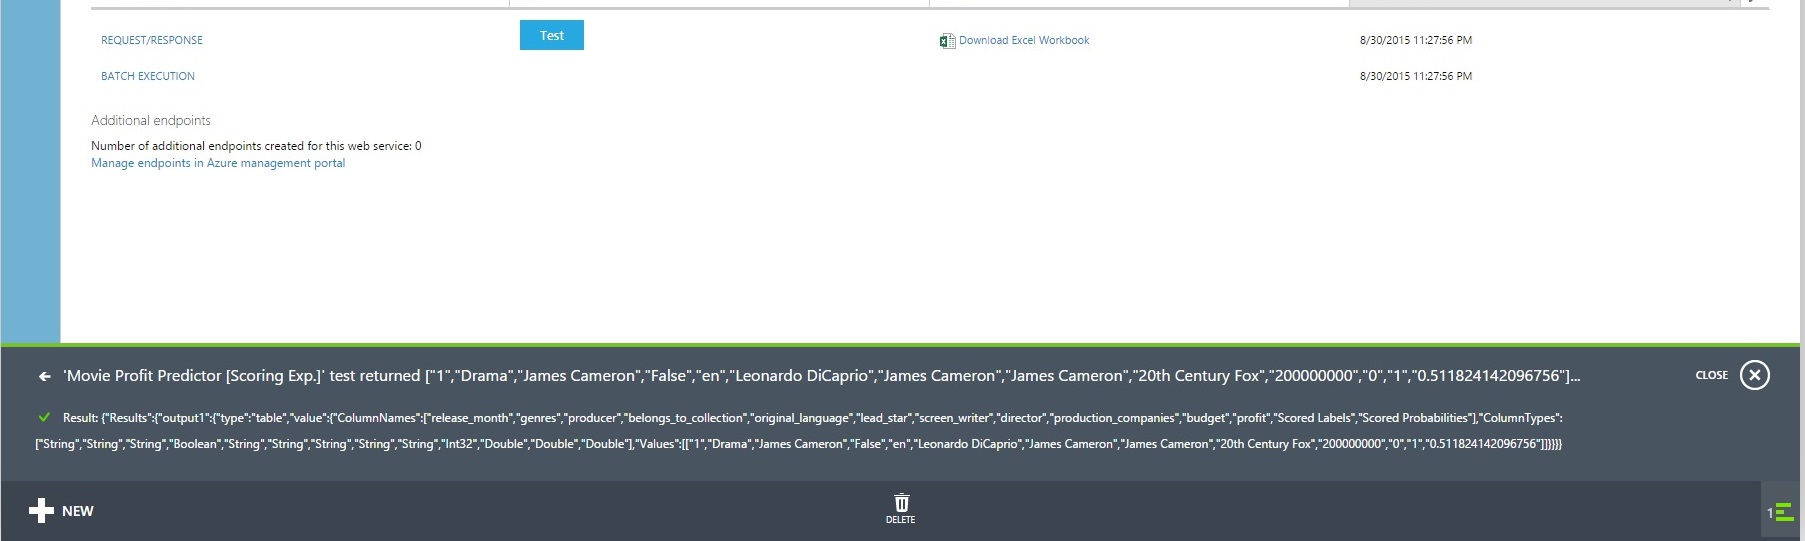 REQUEST/RESPONSE Test Download Excel Workbook 8/30/2015 11:27:56 PM
BATCH EXECUTION 8/30/2015 11:27:56 PM
Additional endpoints
Number of additional endpoints created for this web service: 0
Manage endpoints in Azure management portal
'Movie Profit Predictor [Scoring Exp.]' test returned ["1","Drama","James Cameron","False","en","Leonardo DiCaprio","James Cameron","James Cameron","20th Century Fox","200000000","0","1","0.511824142096756"]... CLOSE
Result: {"Results":{"output1":{"type":"table","value":{"ColumnNames":["release_month","genres","producer","belongs_to_collection","original_language","lead_star","screen_writer","director","production_companies","budget","profit","Scored Labels","Scored Probabilities"],"ColumnTypes":
["String","String","String","Boolean","String","String","String","String","String","Int32","Double","Double","Double"],"Values":[["1","Drama","James Cameron","False","en","Leonardo DiCaprio","James Cameron","James Cameron","20th Century Fox","200000000","0","1","0.511824142096756"]]}}}}
NEW DELETE 1